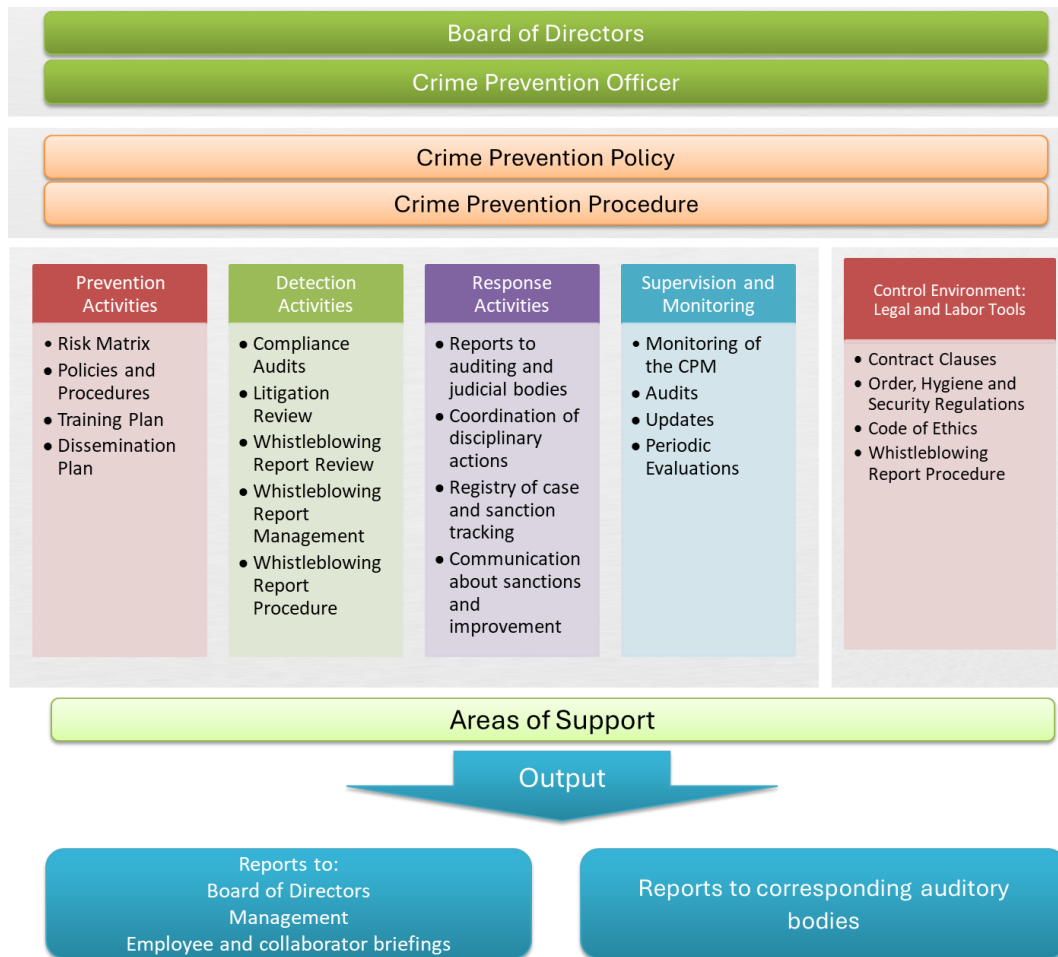 Board of Directors
Crime Prevention Officer
Crime Prevention Policy
Crime Prevention Procedure
Prevention
Activities
• Risk Matrix
• Policies and
Procedures
• Training Plan
• Dissemination
Plan
Detection
Activities
• Compliance
Audits
• Litigation
Review
• Whistleblowing
Report Review
• Whistleblowing
Report
Management
• Whistleblowing
Report
Procedure
Response
Activities
• Reports to
auditing and
judicial bodies
• Coordination of
disciplinary
actions
• Registry of case
and sanction
tracking
• Communication
about sanctions
and
improvement
Supervision and
Monitoring
• Monitoring of
the CPM
• Audits
• Updates
• Periodic
Evaluations
Control Environment:
Legal and Labor Tools
• Contract Clauses
• Order, Hygiene and
Security Regulations
• Code of Ethics
• Whistleblowing
Report Procedure
Areas of Support
Output
Reports to:
Board of Directors
Management
Employee and collaborator briefings
Reports to corresponding auditory
bodies